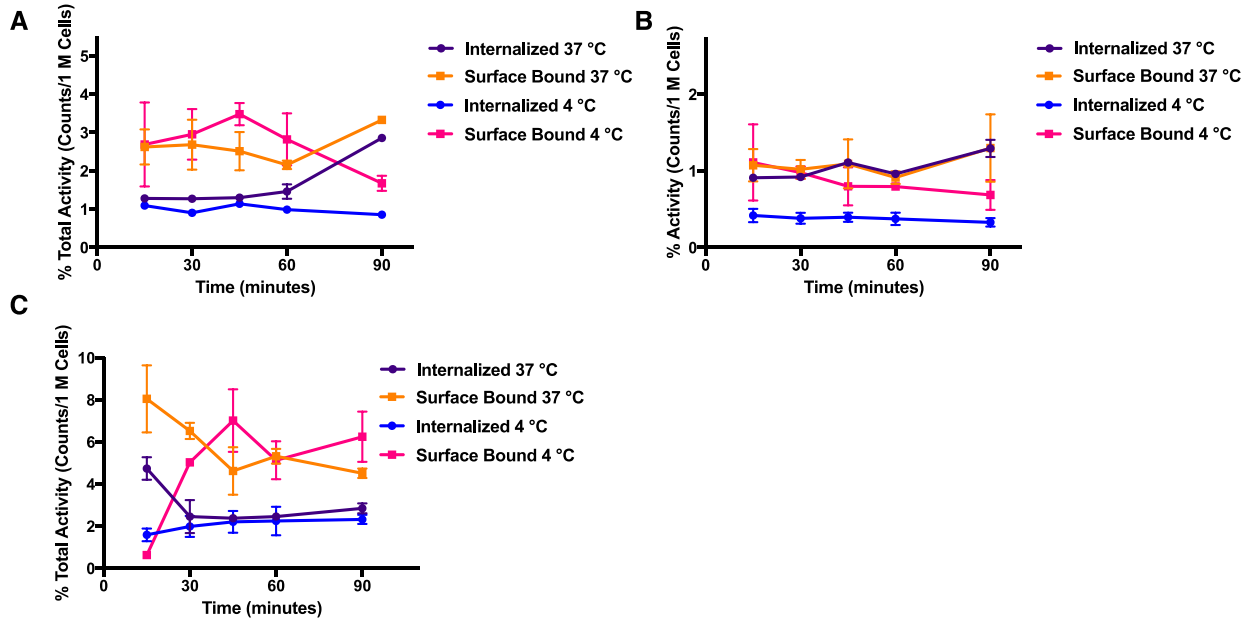 A
% Total Activity (Counts/1 M Cells)
5
4
3
2
1
0
0
30
60
90
Time (minutes)
Internalized 37 °C
Surface Bound 37 °C
Internalized 4 °C
Surface Bound 4 °C
B
% Activity (Counts/1 M Cells)
2
1
0
0
30
60
90
Time (minutes)
Internalized 37 °C
Surface Bound 37 °C
Internalized 4 °C
Surface Bound 4 °C
C
% Total Activity (Counts/1 M Cells)
10
8
6
4
2
0
0
30
60
90
Time (minutes)
Internalized 37 °C
Surface Bound 37 °C
Internalized 4 °C
Surface Bound 4 °C